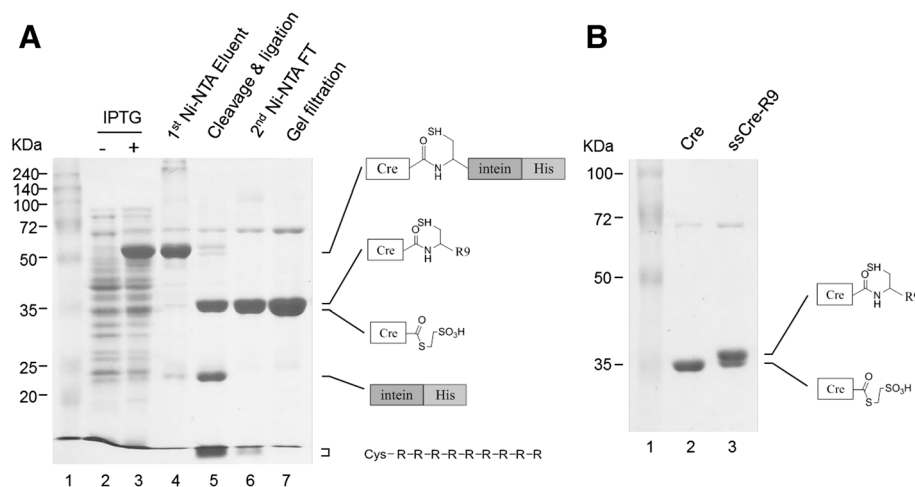 A
B
IPTG
- +
1st Ni-NTA Eluent
Cleavage & ligation
2nd Ni-NTA FT
Gel filtration
KDa
240
140
100
72
50
35
25
20
1 2 3 4 5 6 7
SH
O
Cre
N
H
intein
His
SH
O
Cre
N
H
R9
O
Cre
S
SO3H
intein
His
Cys-R-R-R-R-R-R-R-R-R
Cre
ssCre-R9
KDa
100
72
50
35
1 2 3
SH
O
Cre
N
H
R9
O
Cre
S
SO3H